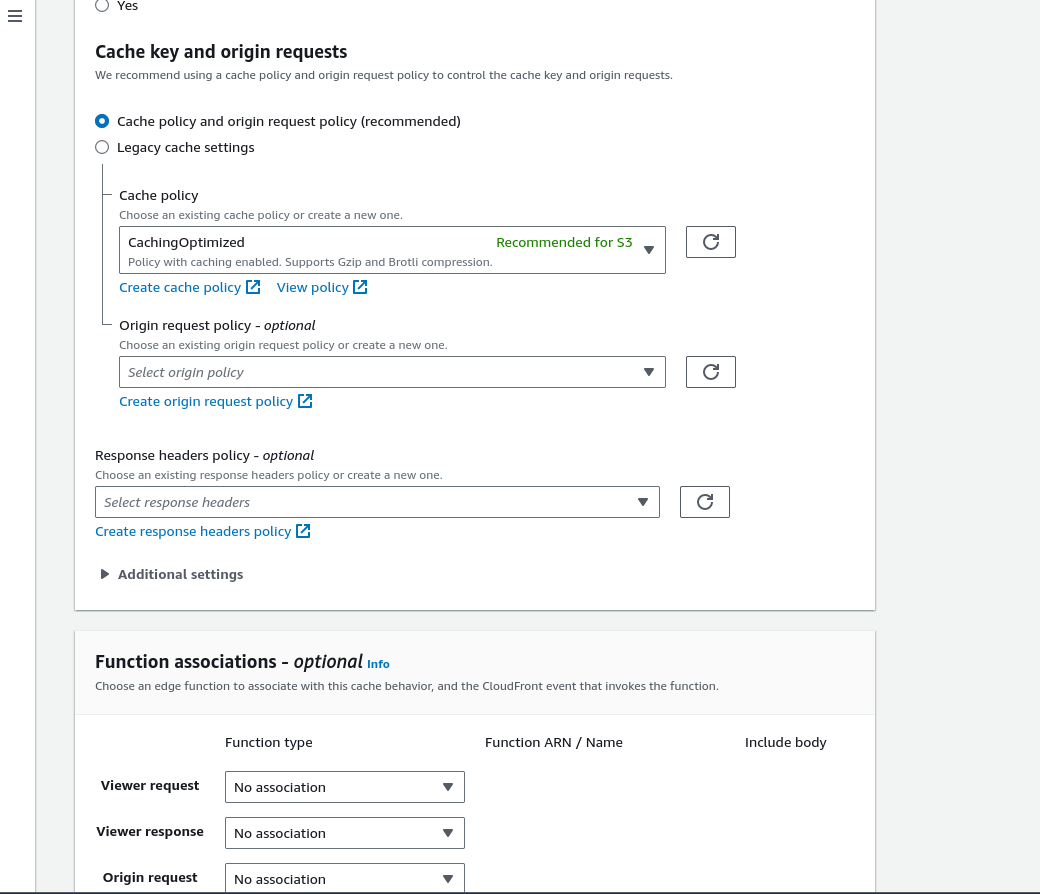 Yes
Cache key and origin requests
We recommend using a cache policy and origin request policy to control the cache key and origin requests.
Cache policy and origin request policy (recommended)
Legacy cache settings
Cache policy
Choose an existing cache policy or create a new one.
CachingOptimized Recommended for S3
Policy with caching enabled. Supports Gzip and Brotli compression.
Create cache policy View policy
Origin request policy - optional
Choose an existing origin request policy or create a new one.
Select origin policy
Create origin request policy
Response headers policy - optional
Choose an existing response headers policy or create a new one.
Select response headers
Create response headers policy
Additional settings
Function associations - optional Info
Choose an edge function to associate with this cache behavior, and the CloudFront event that invokes the function.
Function type Function ARN / Name Include body
Viewer request No association
Viewer response No association
Origin request No association